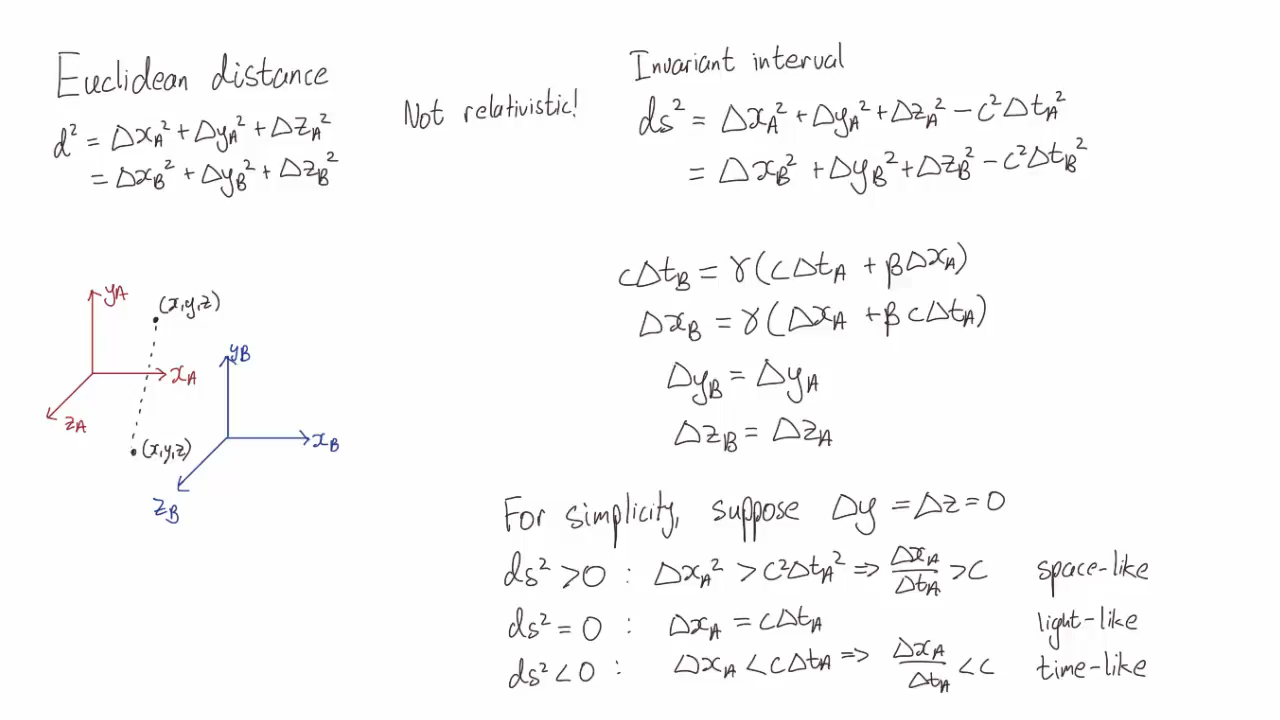 Euclidean distance
d² = Δx_A² + Δy_A² + Δz_A²
= Δx_B² + Δy_B² + Δz_B²
Not relativistic!
Invariant interval
ds² = Δx_A² + Δy_A² + Δz_A² − c²Δt_A²
= Δx_B² + Δy_B² + Δz_B² − c²Δt_B²
y_A
(x,y,z)
x_A
z_A
(x,y,z)
y_B
x_B
z_B
cΔt_B = γ(cΔt_A + βΔx_A)
Δx_B = γ(Δx_A + βcΔt_A)
Δy_B = Δy_A
Δz_B = Δz_A
For simplicity, suppose Δy = Δz = 0
ds² > 0 : Δx_A² > c²Δt_A² ⇒ Δx_A/Δt_A > c space-like
ds² = 0 : Δx_A = cΔt_A light-like
ds² < 0 : Δx_A < cΔt_A ⇒ Δx_A/Δt_A < c time-like